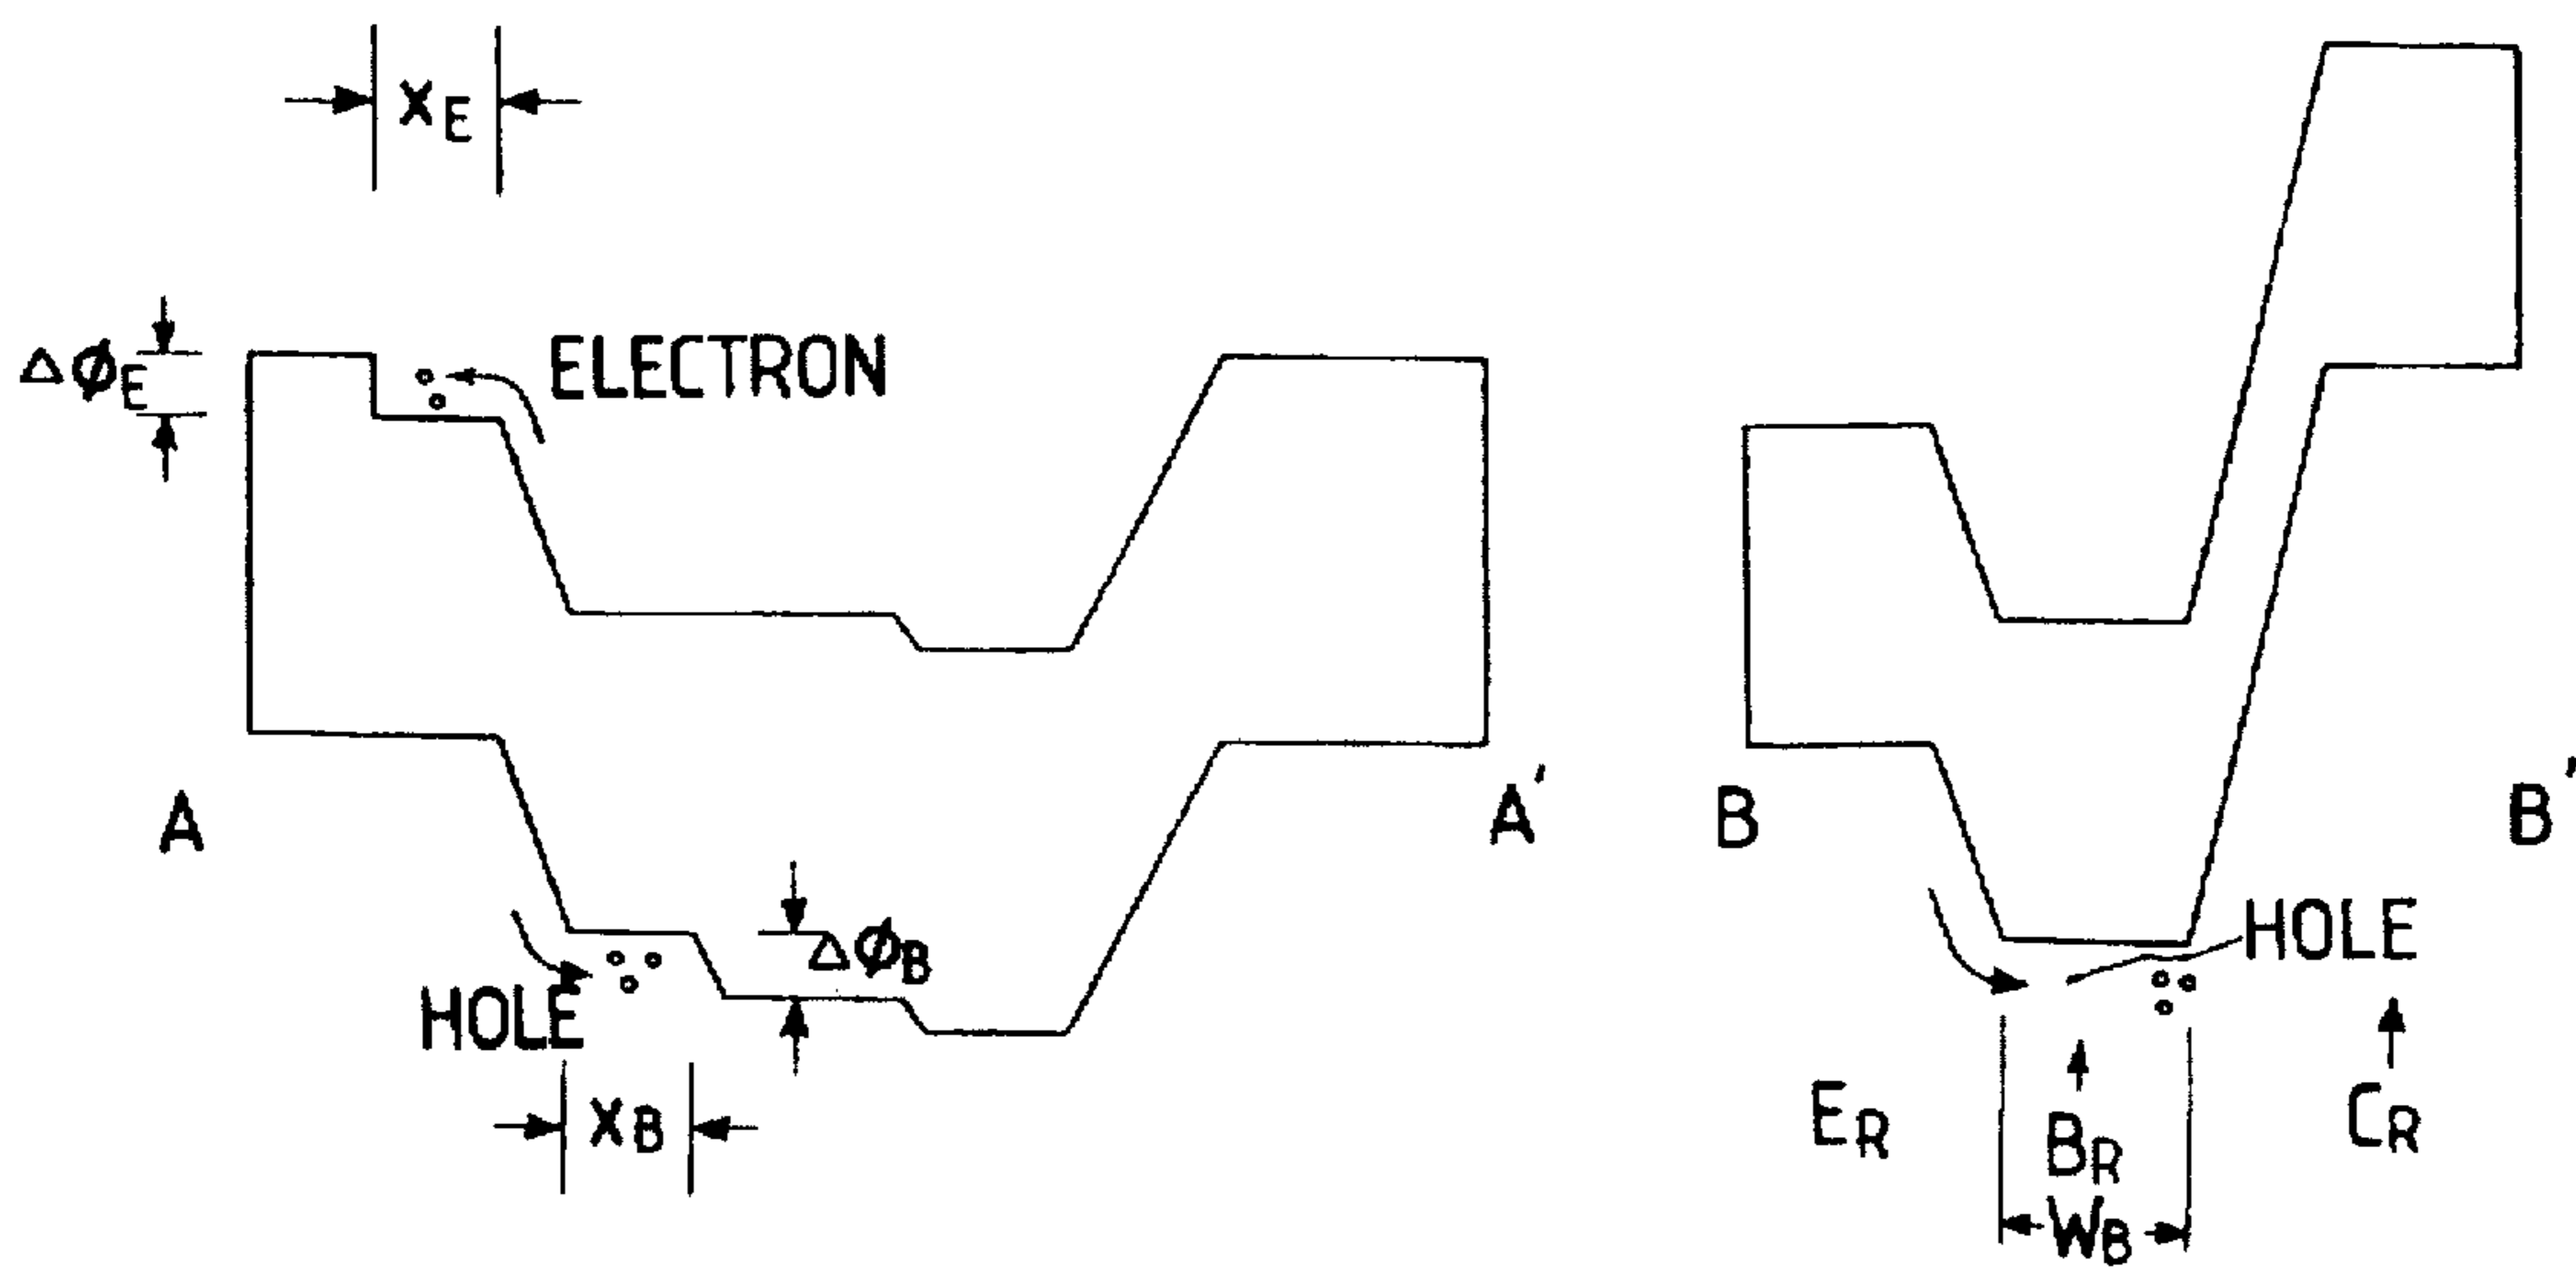 XE
ΔϕE
ELECTRON
A
A'
B
B'
ΔϕB
HOLE
HOLE
XB
ER
BR
CR
WB